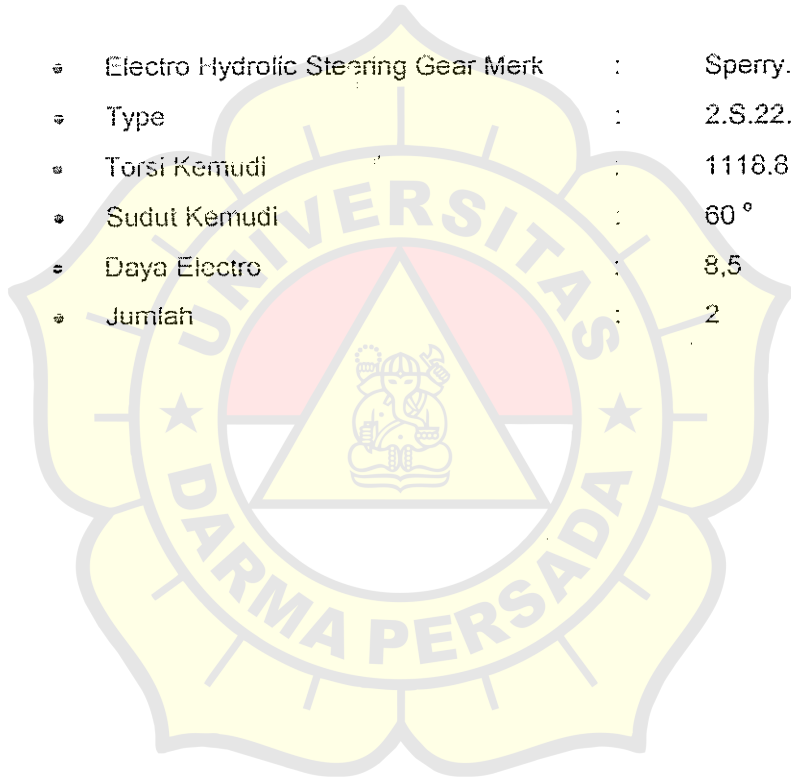 • Electro Hydrolic Steering Gear Merk : Sperry.
• Type : 2.S.22.
• Torsi Kemudi : 1118.8
• Sudut Kemudi : 60 °
• Daya Electro : 8,5
• Jumlah : 2
UNIVERSITAS
DARMA PERSADA